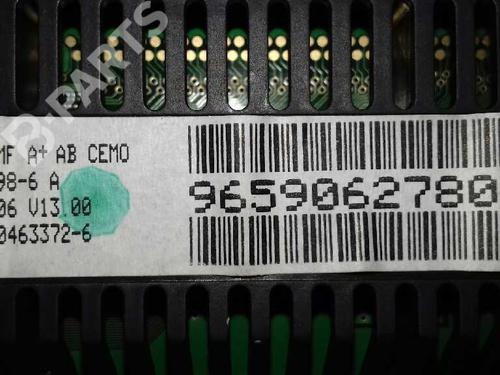 B-PARTS
MF A+ AB CEMO
98-6 A
06 V13.00
0463372-6
9659062780